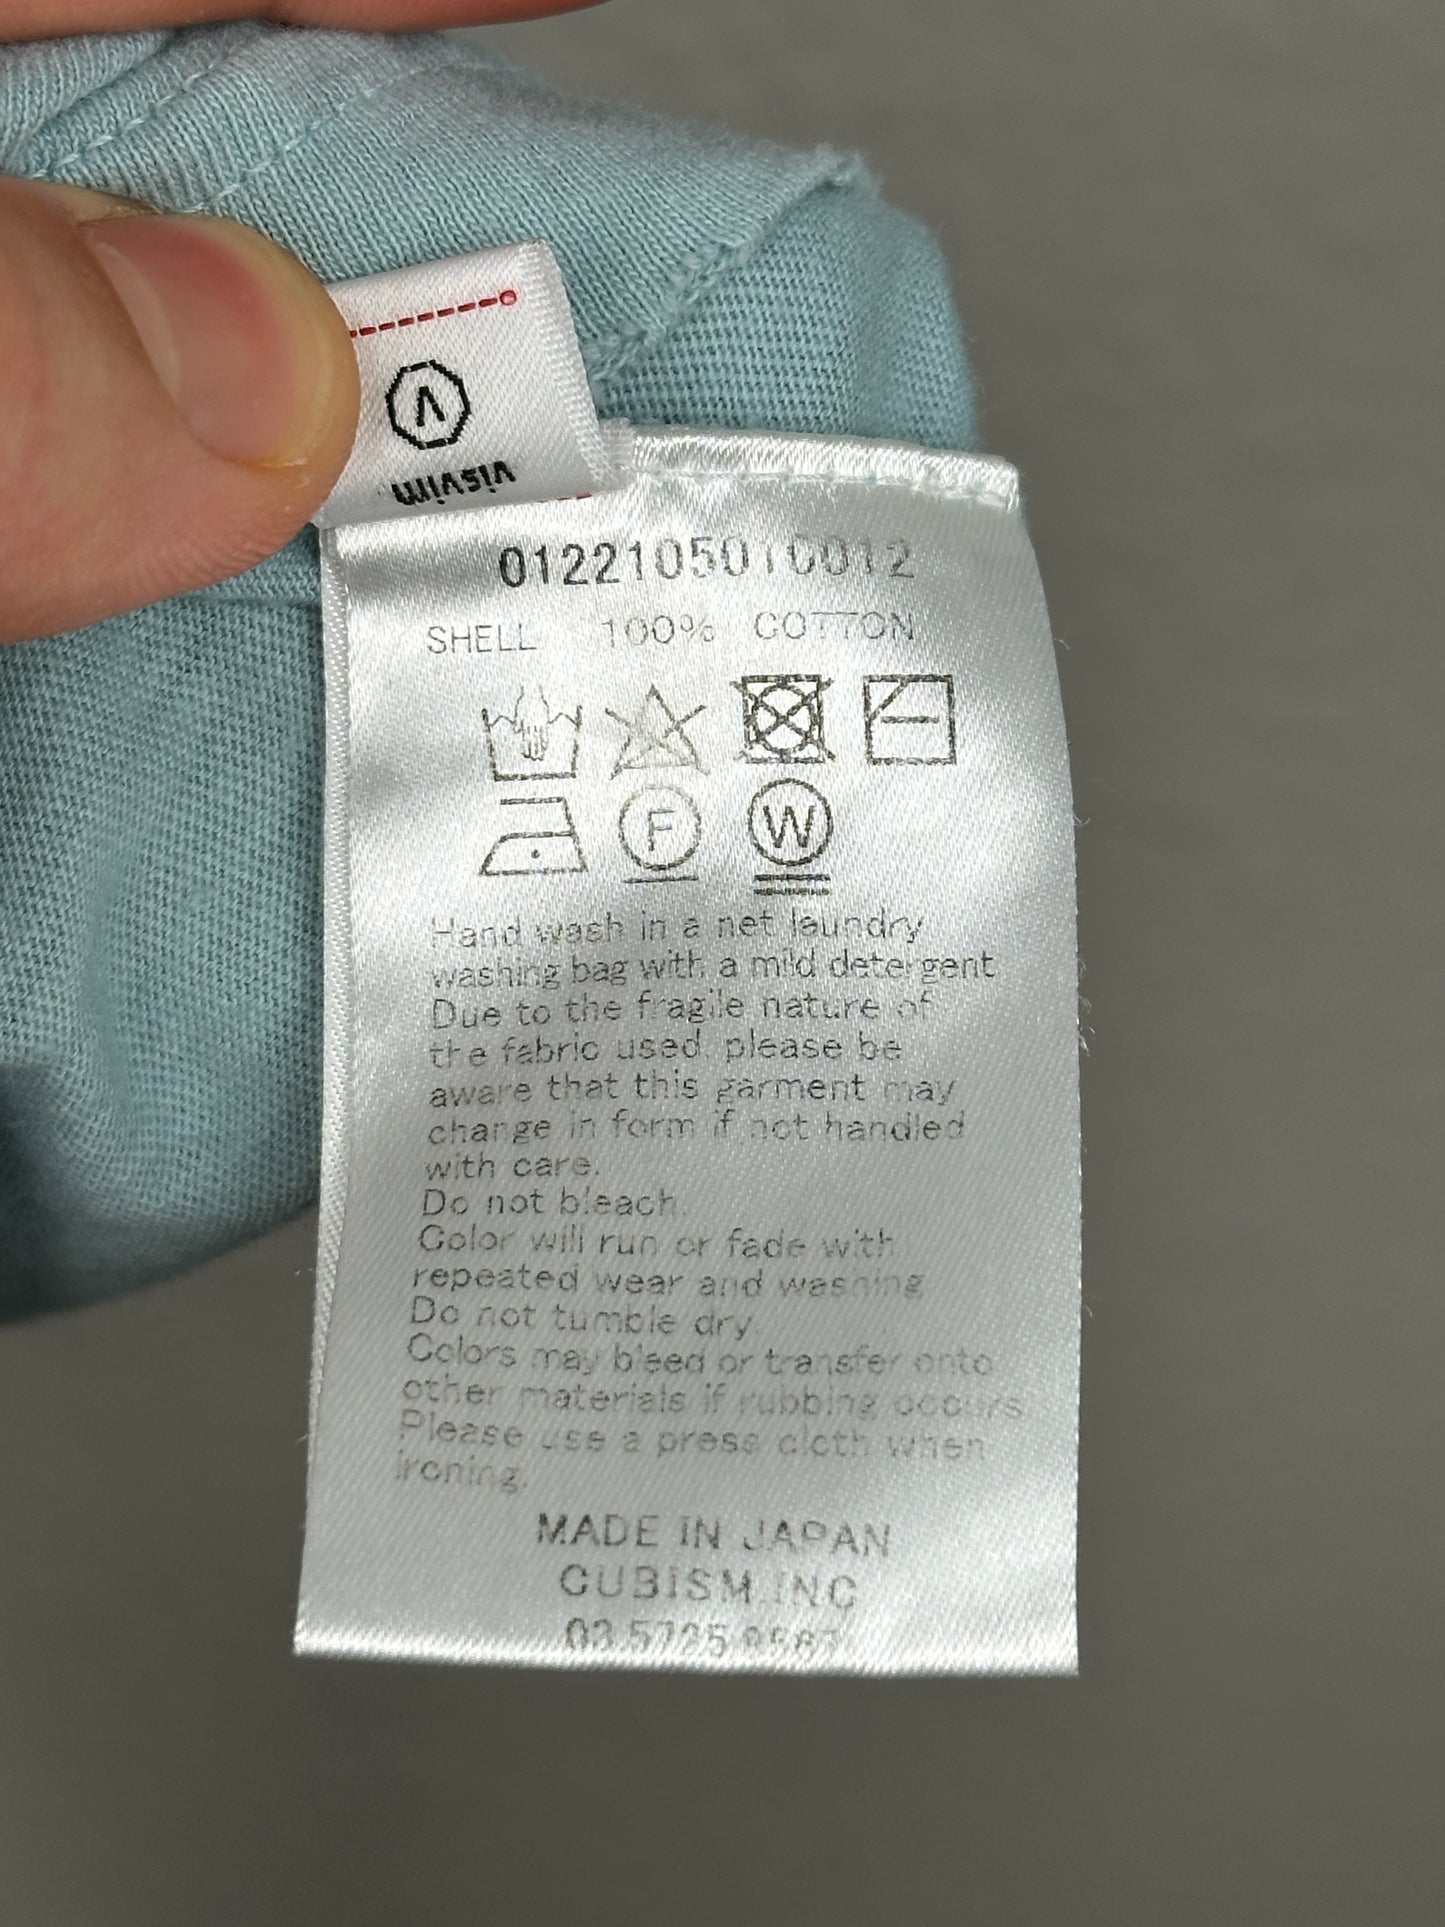 visvim
0122105010012
SHELL 100% COTTON
F W
Hand wash in a net laundry
washing bag with a mild detergent
Due to the fragile nature of
the fabric used, please be
aware that this garment may
change in form if not handled
with care.
Do not bleach.
Color will run or fade with
repeated wear and washing
Do not tumble dry.
Colors may bleed or transfer onto
other materials if rubbing occurs
Please use a press cloth when
ironing.
MADE IN JAPAN
CUBISM.INC
03.5725.9567